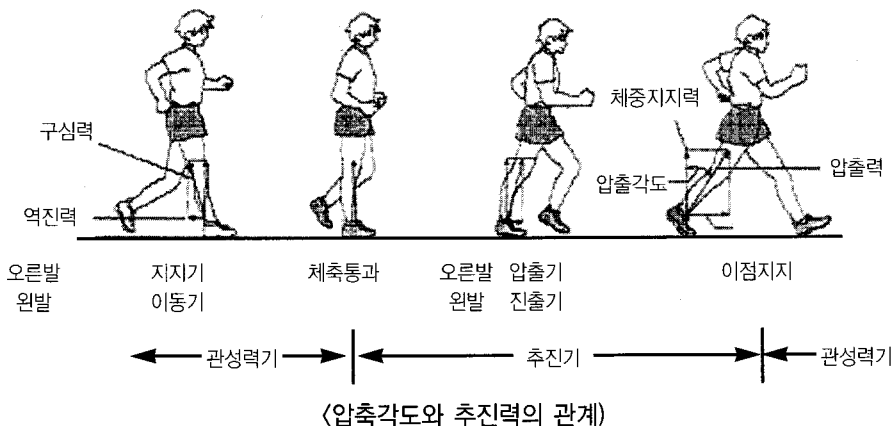 체중지지력
구심력
압출력
압출각도
역진력
오른발 지지기 체축통과 오른발 압출기 이점지지
왼발 이동기 왼발 진출기
관성력기 추진기 관성력기
〈압축각도와 추진력의 관계〉